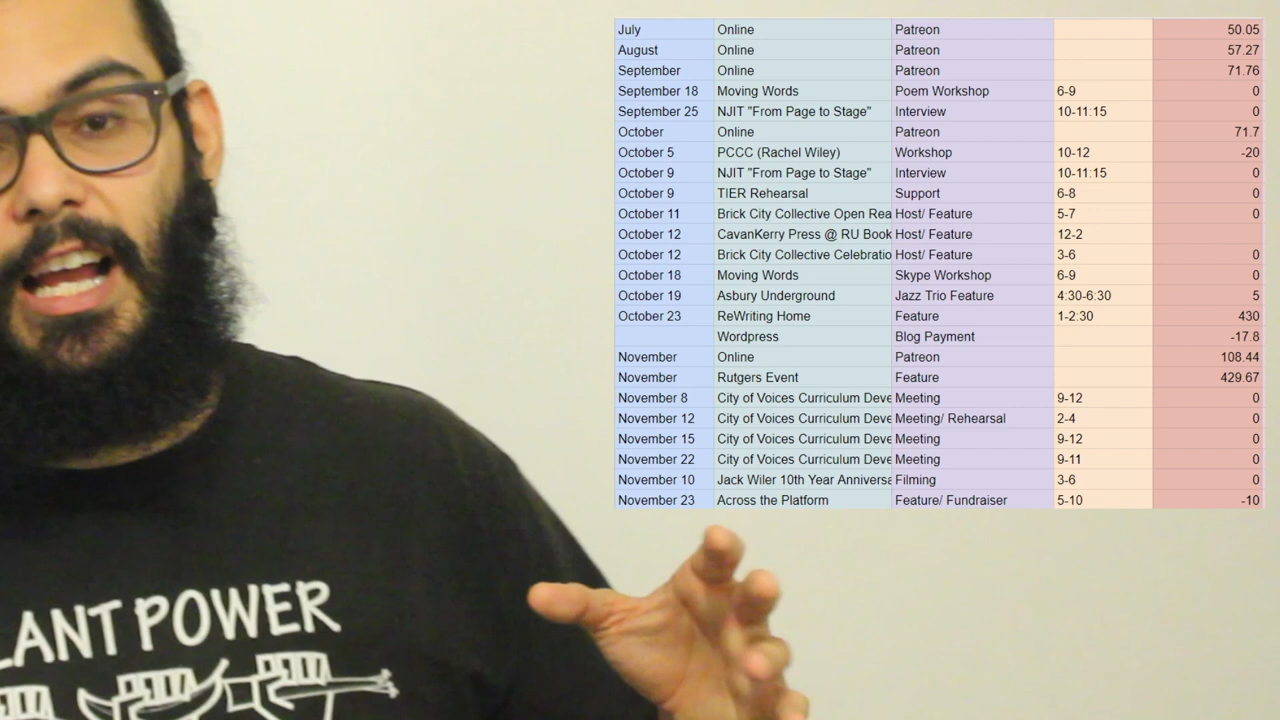 July Online Patreon 50.05
August Online Patreon 57.27
September Online Patreon 71.76
September 18 Moving Words Poem Workshop 6-9 0
September 25 NJIT "From Page to Stage" Interview 10-11:15 0
October Online Patreon 71.7
October 5 PCCC (Rachel Wiley) Workshop 10-12 -20
October 9 NJIT "From Page to Stage" Interview 10-11:15 0
October 9 TIER Rehearsal Support 6-8 0
October 11 Brick City Collective Open Rea Host/ Feature 5-7 0
October 12 CavanKerry Press @ RU Book Host/ Feature 12-2
October 12 Brick City Collective Celebratio Host/ Feature 3-6 0
October 18 Moving Words Skype Workshop 6-9 0
October 19 Asbury Underground Jazz Trio Feature 4:30-6:30 5
October 23 ReWriting Home Feature 1-2:30 430
Wordpress Blog Payment -17.8
November Online Patreon 108.44
November Rutgers Event Feature 429.67
November 8 City of Voices Curriculum Deve Meeting 9-12 0
November 12 City of Voices Curriculum Deve Meeting/ Rehearsal 2-4 0
November 15 City of Voices Curriculum Deve Meeting 9-12 0
November 22 City of Voices Curriculum Deve Meeting 9-11 0
November 10 Jack Wiler 10th Year Anniversa Filming 3-6 0
November 23 Across the Platform Feature/ Fundraiser 5-10 -10
LANT POWER